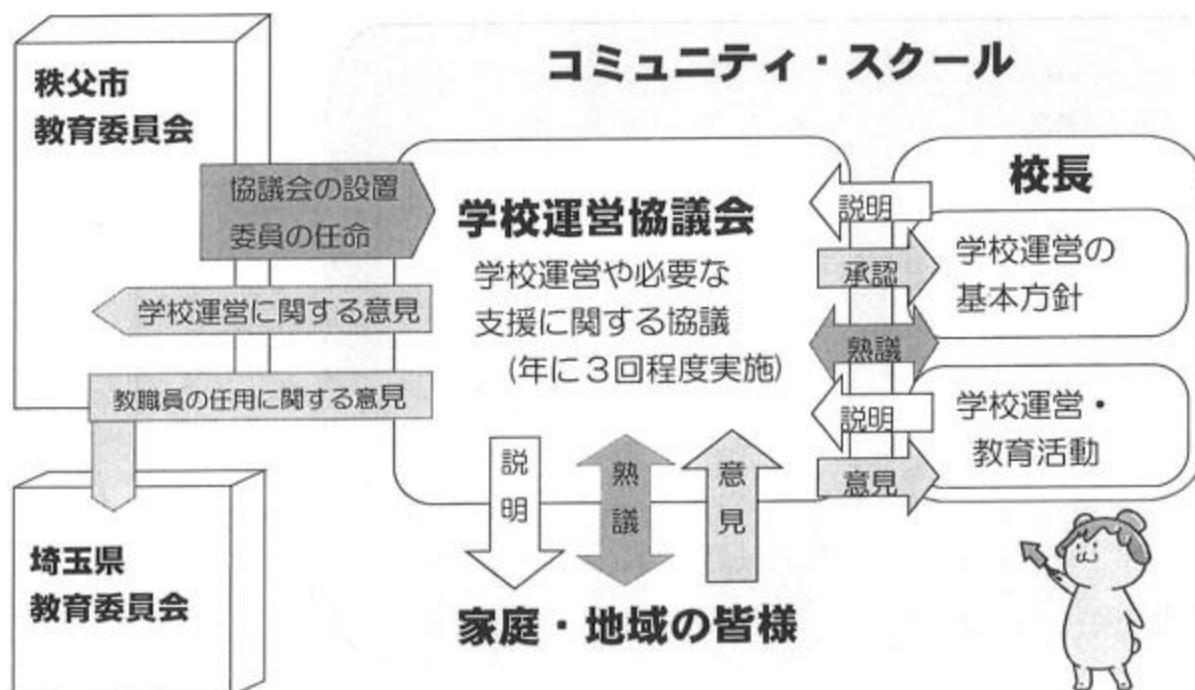 コミュニティ・スクール
秩父市
教育委員会
協議会の設置
委員の任命
学校運営に関する意見
教職員の任用に関する意見
埼玉県
教育委員会
学校運営協議会
学校運営や必要な
支援に関する協議
(年に3回程度実施)
校長
説明
承認
熟議
説明
意見
学校運営の
基本方針
学校運営・
教育活動
説明
熟議
意見
家庭・地域の皆様